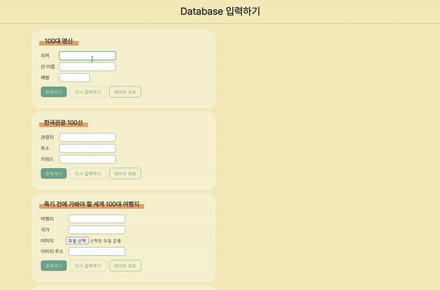 Database 입력하기
100대 명산
지역
산 이름
해발
등록하기 다시 입력하기 데이터 조회
한국관광 100선
관광지
주소
키워드
등록하기 다시 입력하기 데이터 조회
죽기 전에 가봐야 할 세계 100대 여행지
여행지
국가
이미지 파일 선택 선택된 파일 없음
이미지 주소
등록하기 다시 입력하기 데이터 조회